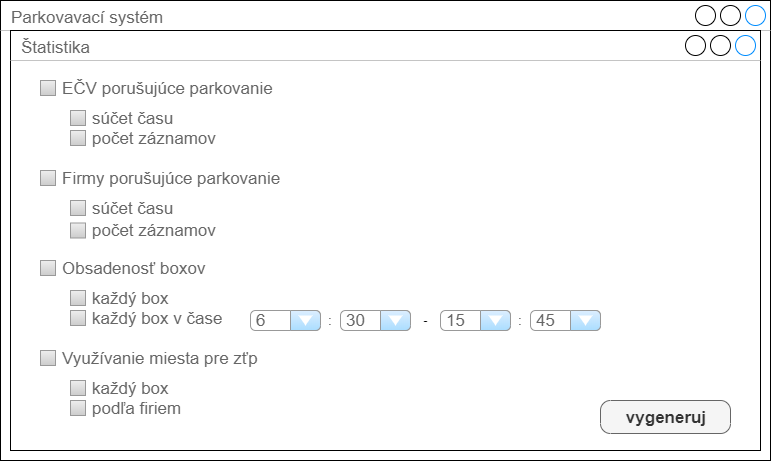 Parkovavací systém
Štatistika
EČV porušujúce parkovanie
súčet času
počet záznamov
Firmy porušujúce parkovanie
súčet času
počet záznamov
Obsadenosť boxov
každý box
každý box v čase 6 : 30 - 15 : 45
Využívanie miesta pre zťp
každý box
podľa firiem
vygeneruj